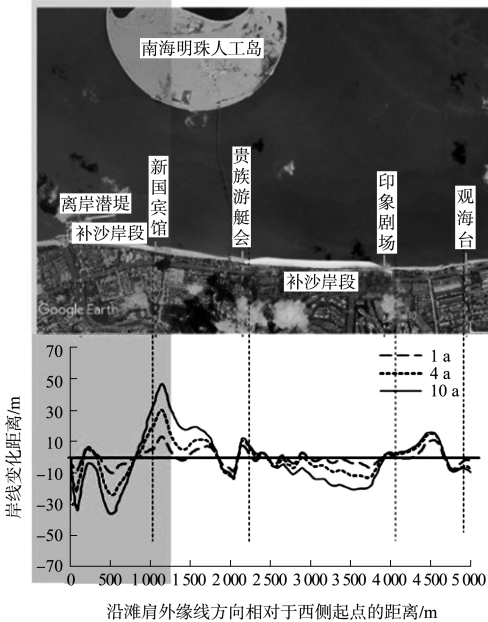 南海明珠人工岛
新国宾馆
贵族游艇会
印象剧场
观海台
离岸潜堤
补沙岸段
补沙岸段
Google Earth
70
50
30
10
-10
-30
-50
-70
岸线变化距离/m
1 a
4 a
10 a
0 500 1 000 1 500 2 000 2 500 3 000 3 500 4 000 4 500 5 000
沿滩肩外缘线方向相对于西侧起点的距离/m